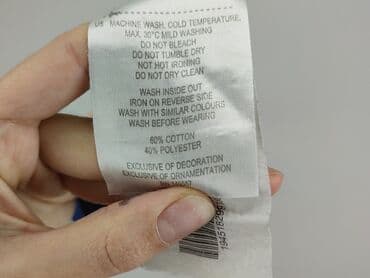 US MACHINE WASH, COLD TEMPERATURE,
MAX. 30°C MILD WASHING
DO NOT BLEACH
DO NOT TUMBLE DRY
NOT HOT IRONING
DO NOT DRY CLEAN
WASH INSIDE OUT
IRON ON REVERSE SIDE
WASH WITH SIMILAR COLOURS
WASH BEFORE WEARING
60% COTTON
40% POLYESTER
EXCLUSIVE OF DECORATION
EXCLUSIVE OF ORNAMENTATION